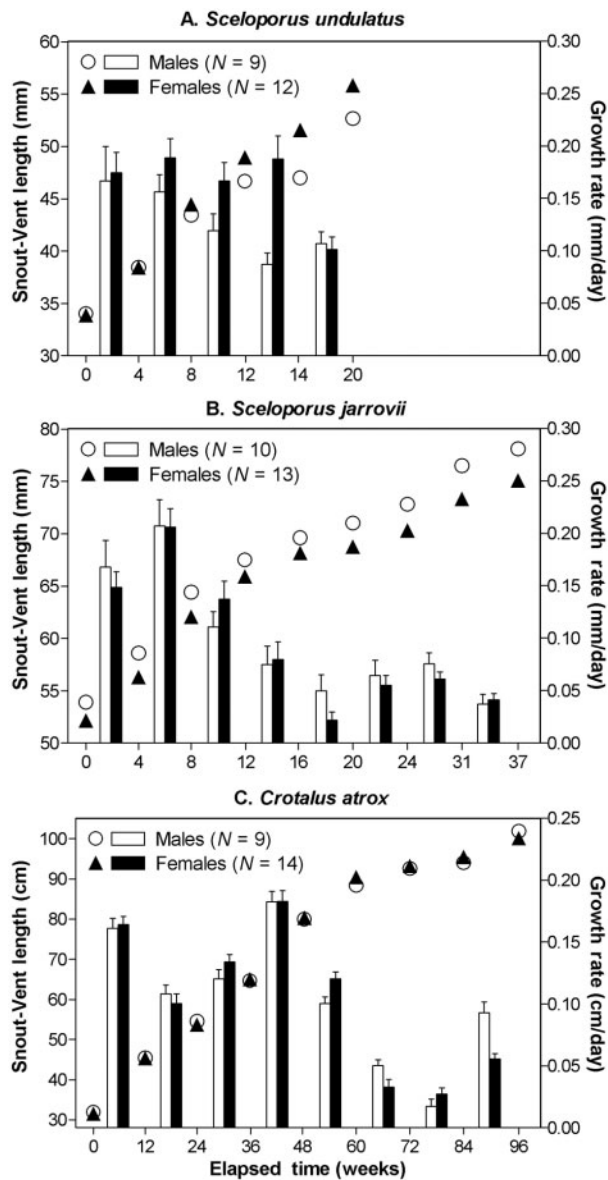 A. Sceloporus undulatus
Males (N = 9)
Females (N = 12)
Snout-Vent length (mm)
60
55
50
45
40
35
30
Growth rate (mm/day)
0.30
0.25
0.20
0.15
0.10
0.05
0.00
0 4 8 12 14 20
B. Sceloporus jarrovii
Males (N = 10)
Females (N = 13)
Snout-Vent length (mm)
80
75
70
65
60
55
50
Growth rate (mm/day)
0.30
0.25
0.20
0.15
0.10
0.05
0.00
0 4 8 12 16 20 24 31 37
C. Crotalus atrox
Males (N = 9)
Females (N = 14)
Snout-Vent length (cm)
100
90
80
70
60
50
40
30
Growth rate (cm/day)
0.25
0.20
0.15
0.10
0.05
0.00
0 12 24 36 48 60 72 84 96
Elapsed time (weeks)